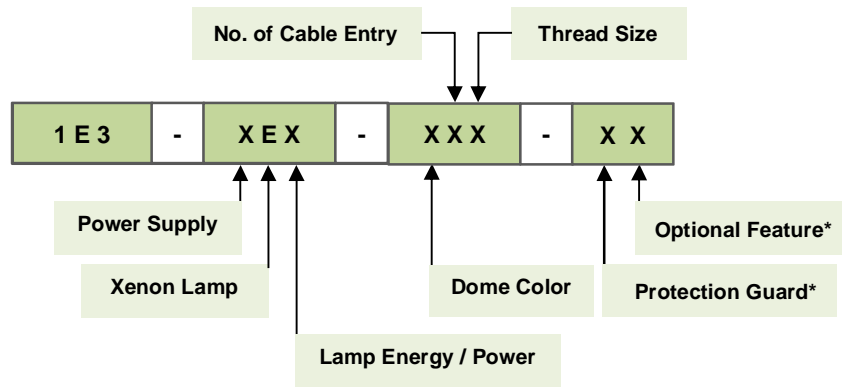 No. of Cable Entry
Thread Size
1 E 3 - X E X - X X X - X X
Power Supply
Optional Feature*
Xenon Lamp
Dome Color
Protection Guard*
Lamp Energy / Power